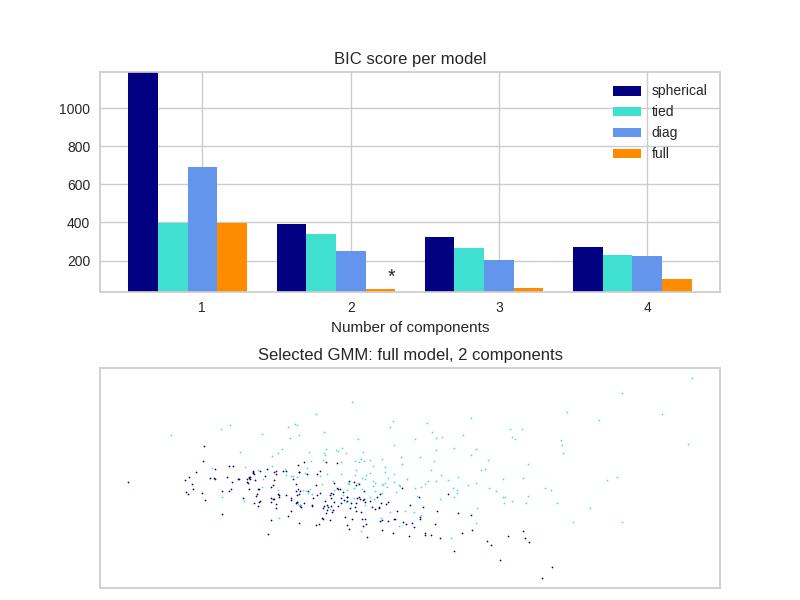 BIC score per model
1000
800
600
400
200
spherical
tied
diag
full
*
1 2 3 4
Number of components
Selected GMM: full model, 2 components